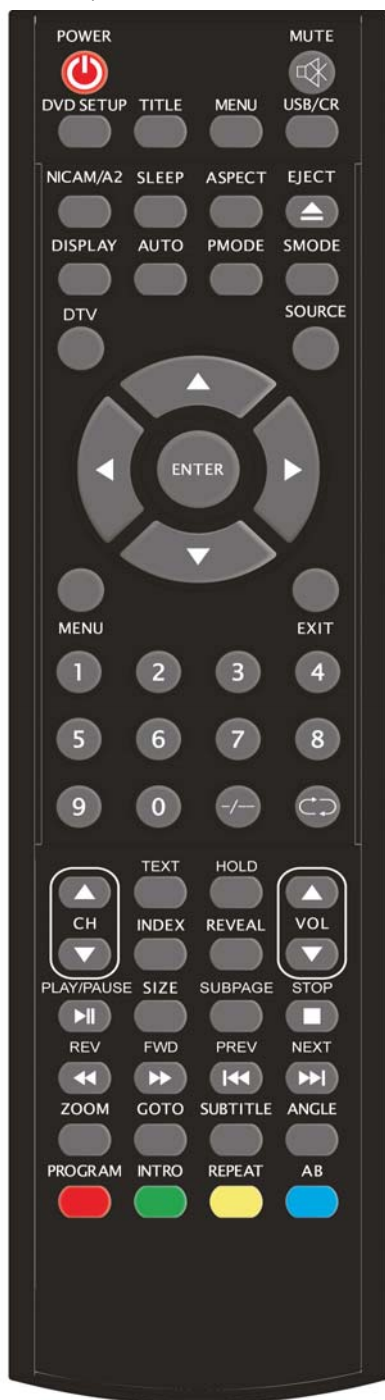 POWER MUTE
DVD SETUP TITLE MENU USB/CR
NICAM/A2 SLEEP ASPECT EJECT
DISPLAY AUTO PMODE SMODE
DTV SOURCE
ENTER
MENU EXIT
1 2 3 4
5 6 7 8
9 0 -/--
TEXT HOLD
CH INDEX REVEAL VOL
PLAY/PAUSE SIZE SUBPAGE STOP
REV FWD PREV NEXT
ZOOM GOTO SUBTITLE ANGLE
PROGRAM INTRO REPEAT AB